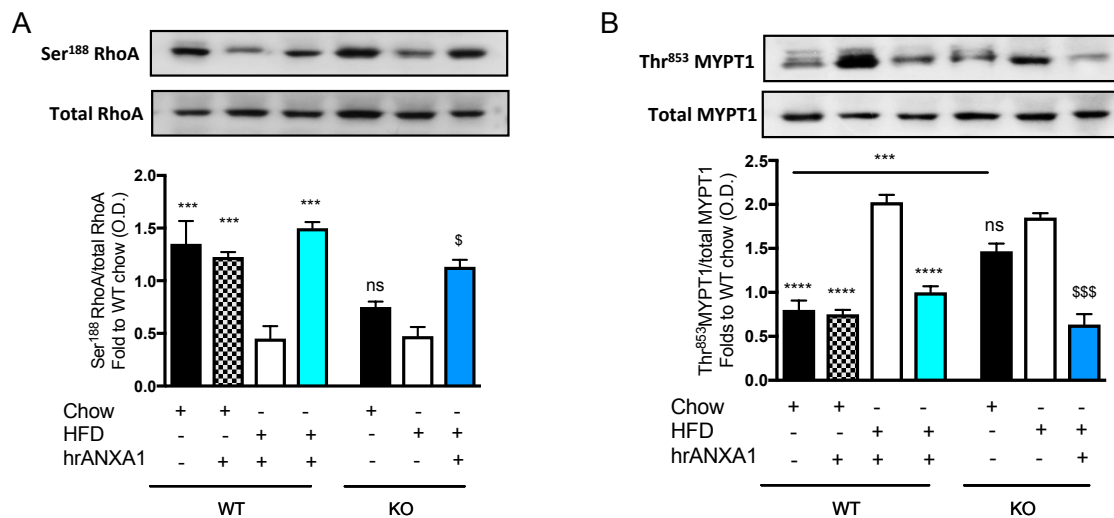 A
Ser¹⁸⁸ RhoA
Total RhoA
Ser¹⁸⁸ RhoA/total RhoA
Fold to WT chow (O.D.)
2.0
1.5
1.0
0.5
0.0
***
***
***
ns
$
Chow + + - - + - -
HFD - - + + - + +
hrANXA1 - + + + - - +
WT KO
B
Thr⁸⁵³ MYPT1
Total MYPT1
Thr⁸⁵³MYPT1/total MYPT1
Folds to WT chow (O.D.)
2.5
2.0
1.5
1.0
0.5
0.0
***
****
****
****
ns
$$$
Chow + + - - + - -
HFD - - + + - + +
hrANXA1 - + + + - - +
WT KO